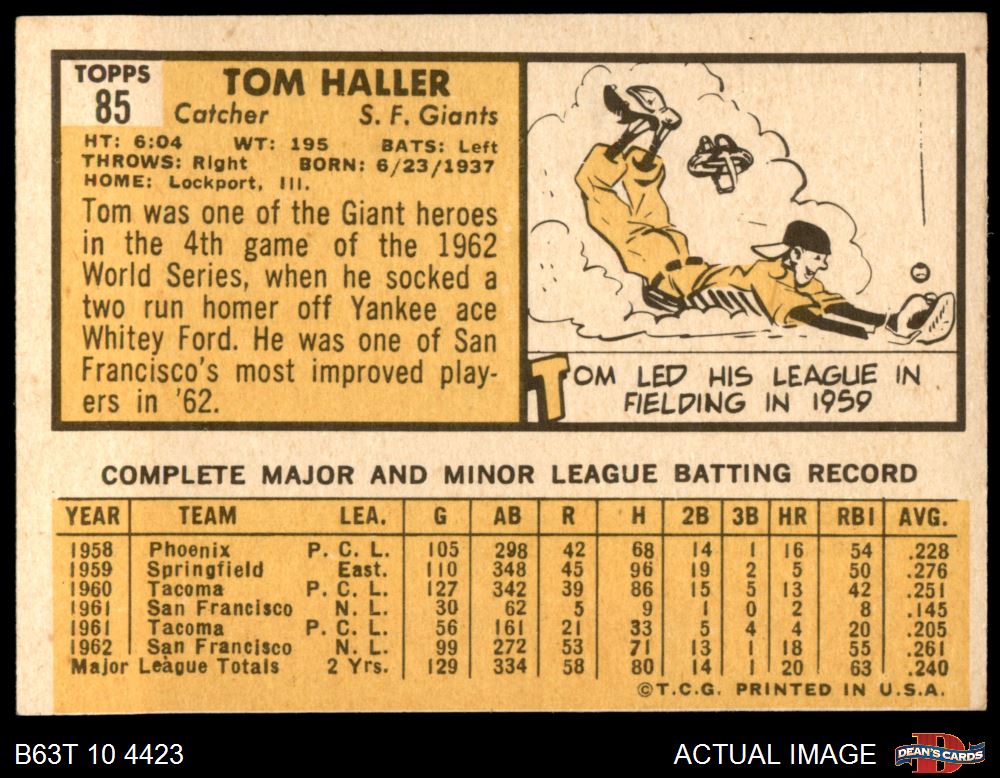 TOPPS
85
TOM HALLER
Catcher S. F. Giants
HT: 6:04 WT: 195 BATS: Left
THROWS: Right BORN: 6/23/1937
HOME: Lockport, Ill.
Tom was one of the Giant heroes
in the 4th game of the 1962
World Series, when he socked a
two run homer off Yankee ace
Whitey Ford. He was one of San
Francisco's most improved play-
ers in '62.
TOM LED HIS LEAGUE IN
FIELDING IN 1959
COMPLETE MAJOR AND MINOR LEAGUE BATTING RECORD
YEAR TEAM LEA. G AB R H 2B 3B HR RBI AVG.
1958 Phoenix P. C. L. 105 298 42 68 14 1 16 54 .228
1959 Springfield East. 110 348 45 96 19 2 5 50 .276
1960 Tacoma P. C. L. 127 342 39 86 15 5 13 42 .251
1961 San Francisco N. L. 30 62 5 9 1 0 2 8 .145
1961 Tacoma P. C. L. 56 161 21 33 5 4 4 20 .205
1962 San Francisco N. L. 99 272 53 71 13 1 18 55 .261
Major League Totals 2 Yrs. 129 334 58 80 14 1 20 63 .240
©T.C.G. PRINTED IN U.S.A.
B63T 10 4423 ACTUAL IMAGE DEAN'S CARDS